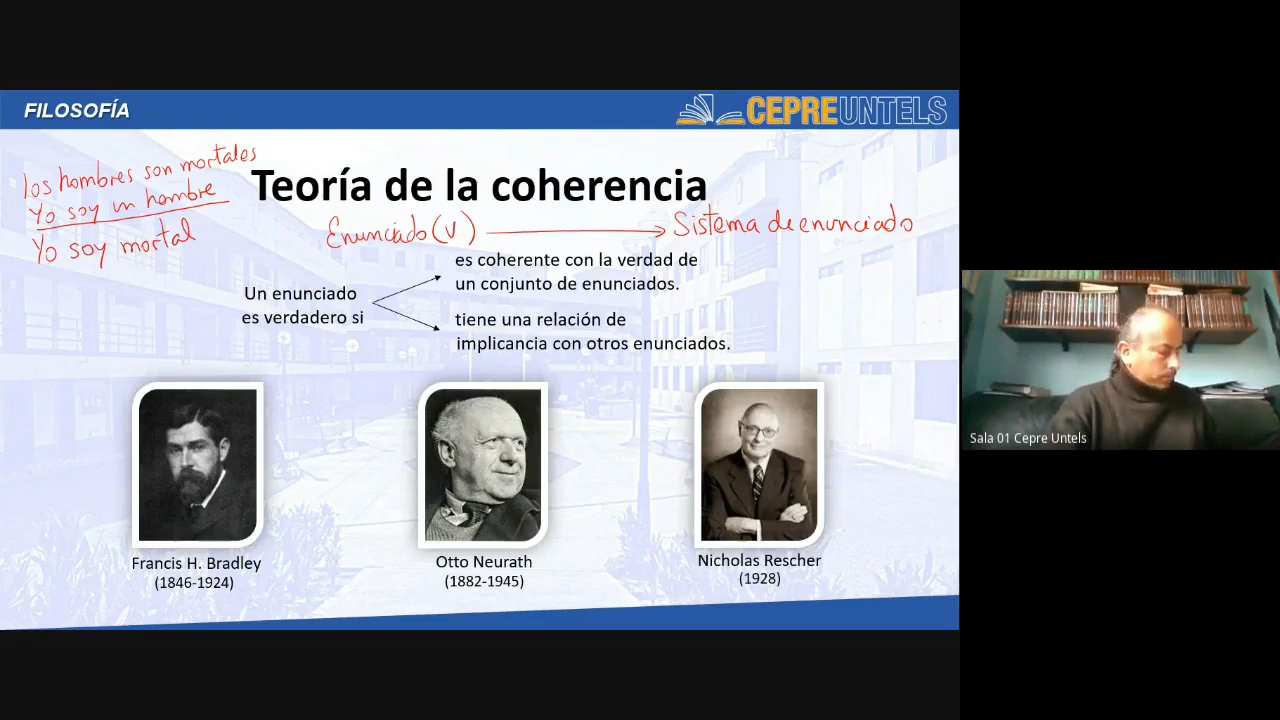 FILOSOFÍA
CEPREUNTELS
los hombres son mortales
Yo soy un hombre
Yo soy mortal
Teoría de la coherencia
Enunciado (V) → Sistema de enunciado
Un enunciado
es verdadero si
es coherente con la verdad de
un conjunto de enunciados.
tiene una relación de
implicancia con otros enunciados.
Francis H. Bradley
(1846-1924)
Otto Neurath
(1882-1945)
Nicholas Rescher
(1928)
Sala 01 Cepre Untels